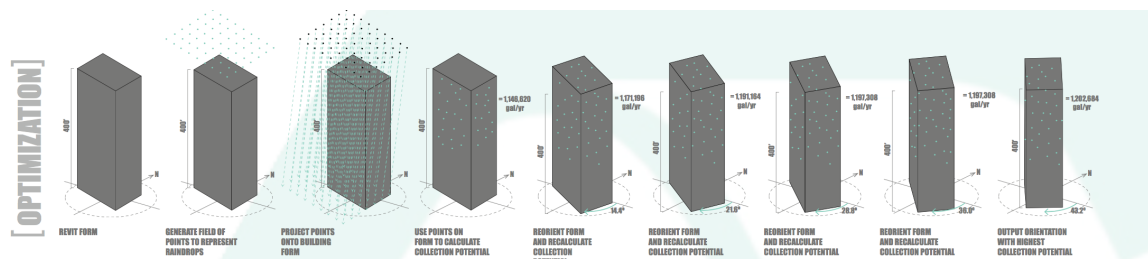 [OPTIMIZATION]
400'
REVIT FORM
N
400'
GENERATE FIELD OF
POINTS TO REPRESENT
RAINDROPS
N
400'
PROJECT POINTS
ONTO BUILDING
FORM
N
= 1,146,620
gal/yr
400'
USE POINTS ON
FORM TO CALCULATE
COLLECTION POTENTIAL
N
= 1,171,196
gal/yr
400'
14.4°
REORIENT FORM
AND RECALCULATE
COLLECTION
POTENTIAL
N
= 1,191,164
gal/yr
400'
21.6°
REORIENT FORM
AND RECALCULATE
COLLECTION POTENTIAL
N
= 1,197,308
gal/yr
400'
28.8°
REORIENT FORM
AND RECALCULATE
COLLECTION POTENTIAL
N
= 1,197,308
gal/yr
400'
36.0°
REORIENT FORM
AND RECALCULATE
COLLECTION POTENTIAL
N
= 1,202,684
gal/yr
400'
43.2°
OUTPUT ORIENTATION
WITH HIGHEST
COLLECTION POTENTIAL